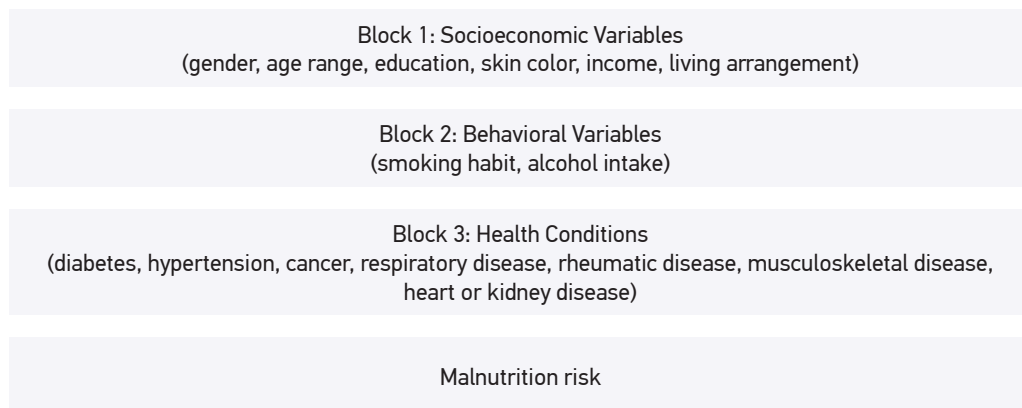 Block 1: Socioeconomic Variables
(gender, age range, education, skin color, income, living arrangement)
Block 2: Behavioral Variables
(smoking habit, alcohol intake)
Block 3: Health Conditions
(diabetes, hypertension, cancer, respiratory disease, rheumatic disease, musculoskeletal disease,
heart or kidney disease)
Malnutrition risk